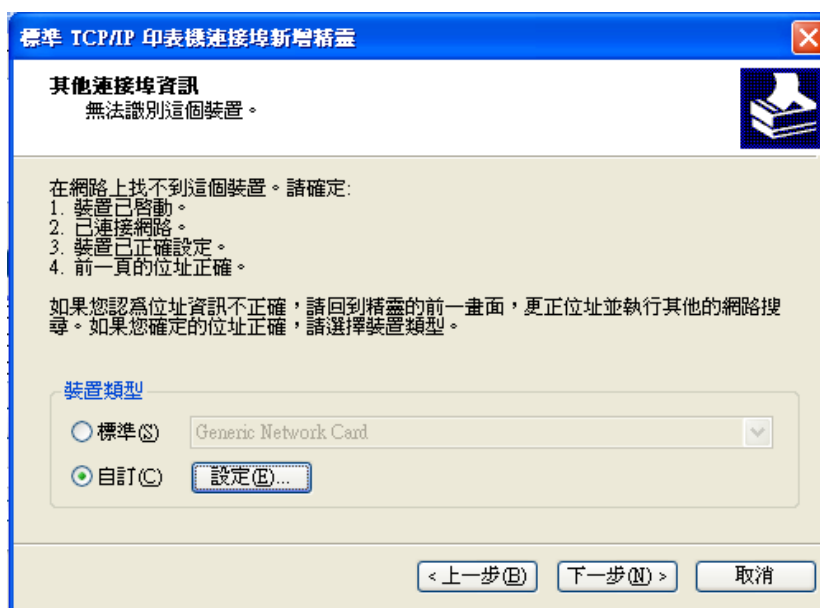 標準 TCP/IP 印表機連接埠新增精靈
其他連接埠資訊
無法識別這個裝置。
在網路上找不到這個裝置。請確定:
1. 裝置已啓動。
2. 已連接網路。
3. 裝置已正確設定。
4. 前一頁的位址正確。
如果您認爲位址資訊不正確，請回到精靈的前一畫面，更正位址並執行其他的網路搜
尋。如果您確定的位址正確，請選擇裝置類型。
裝置類型
標準(S) Generic Network Card
自訂(C) 設定(E)...
< 上一步(B) 下一步(N) > 取消